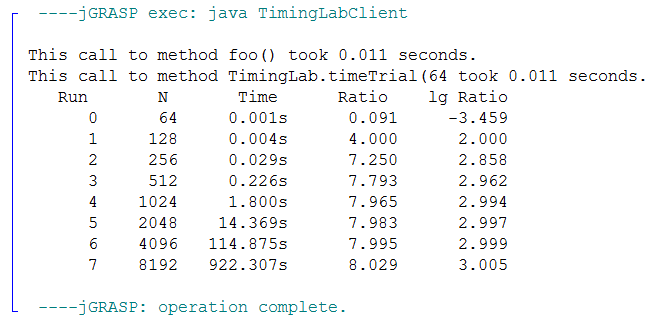 ----jGRASP exec: java TimingLabClient
This call to method foo() took 0.011 seconds.
This call to method TimingLab.timeTrial(64 took 0.011 seconds.
Run N Time Ratio lg Ratio
0 64 0.001s 0.091 -3.459
1 128 0.004s 4.000 2.000
2 256 0.029s 7.250 2.858
3 512 0.226s 7.793 2.962
4 1024 1.800s 7.965 2.994
5 2048 14.369s 7.983 2.997
6 4096 114.875s 7.995 2.999
7 8192 922.307s 8.029 3.005
----jGRASP: operation complete.